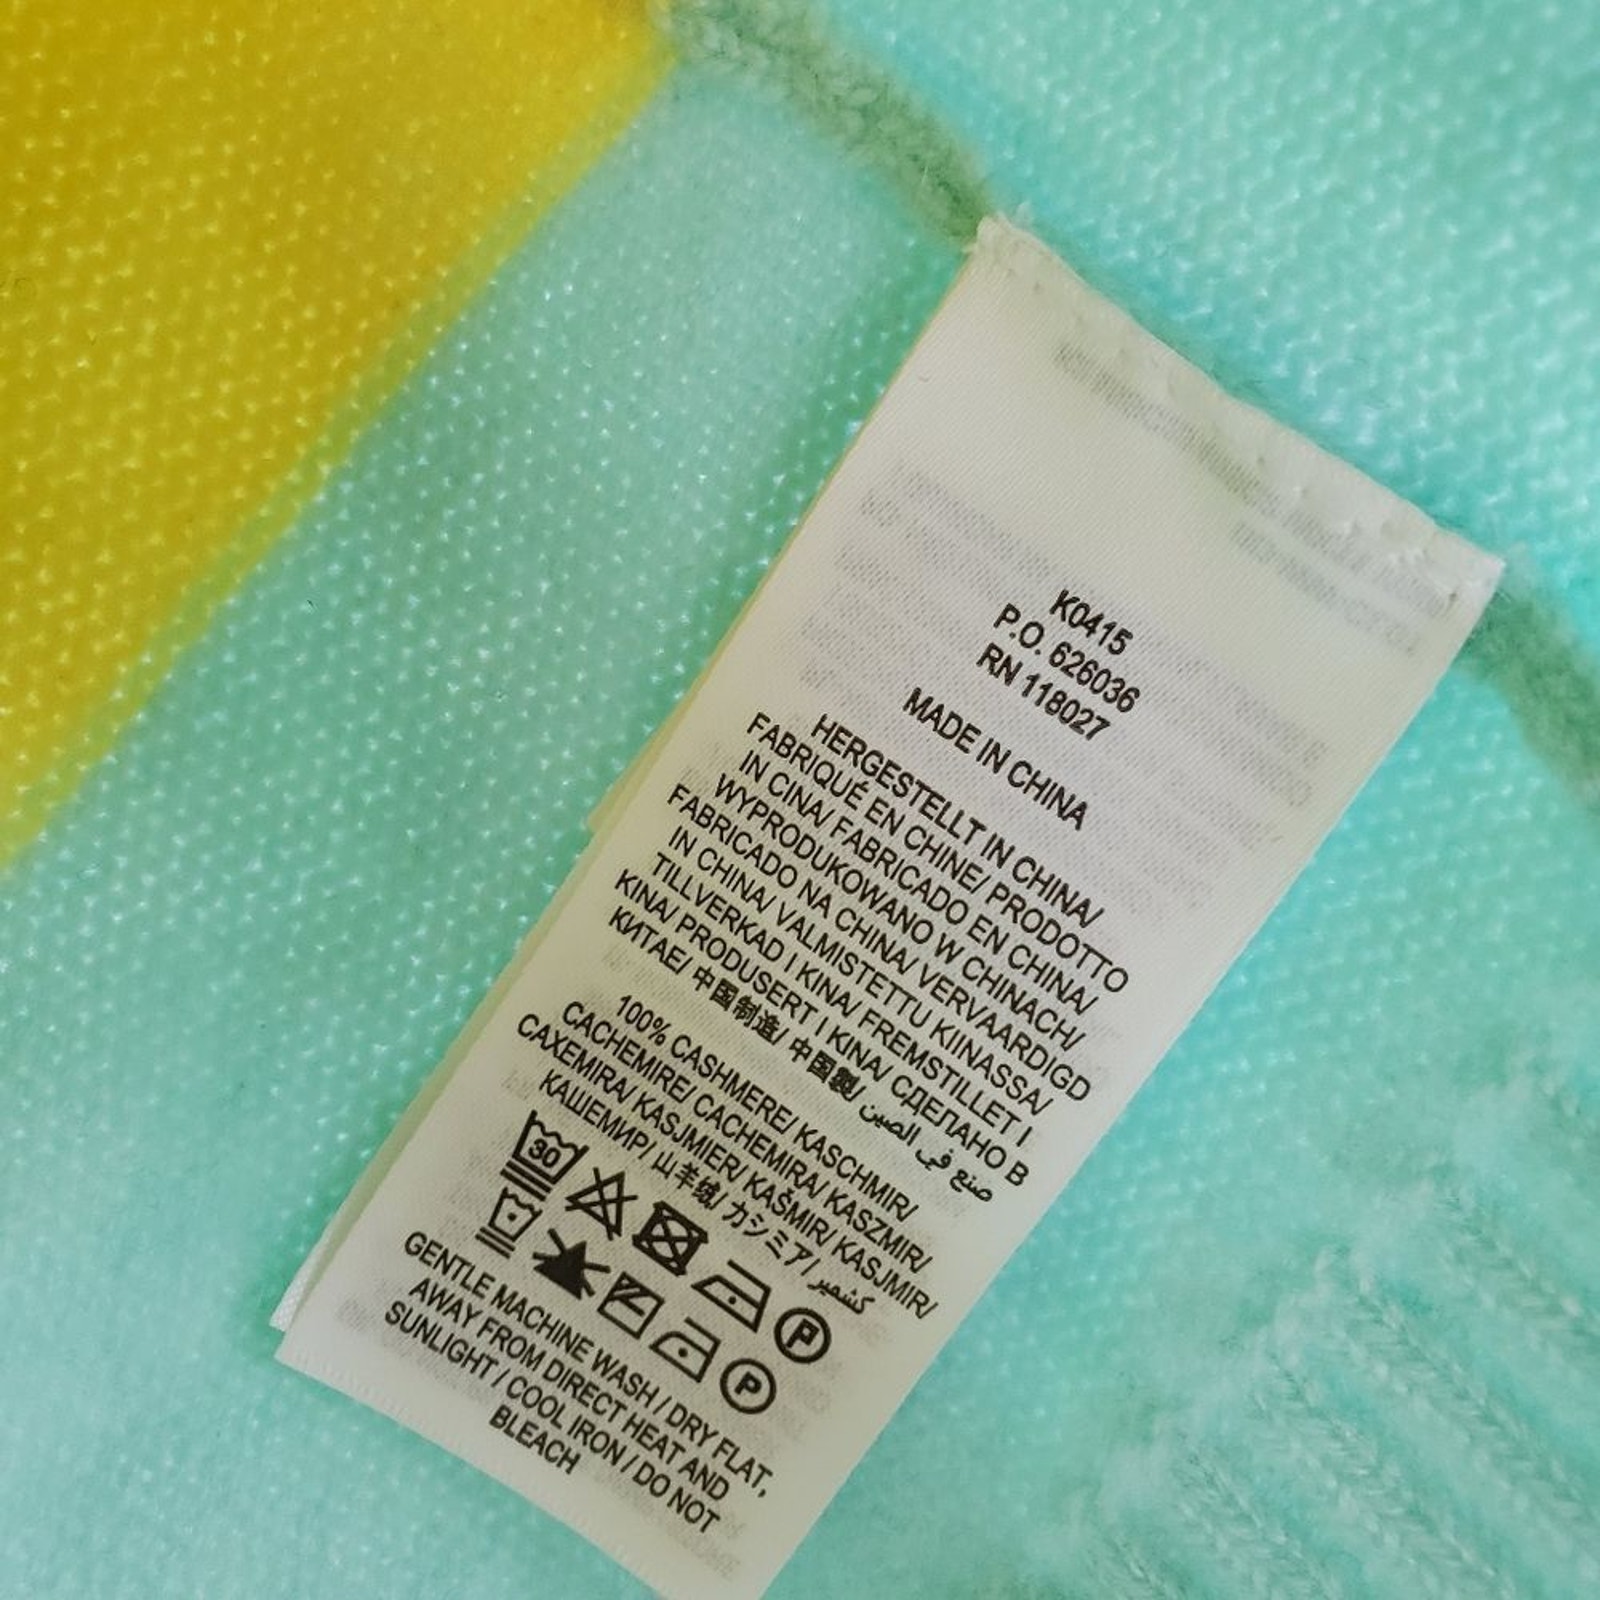 K0415
P.O. 626036
RN 118027
MADE IN CHINA
HERGESTELLT IN CHINA/
FABRIQUÉ EN CHINE/ PRODOTTO
IN CINA/ FABRICADO EN CHINA/
WYPRODUKOWANO W CHINACH/
FABRICADO NA CHINA/ VERVAARDIGD
IN CHINA/ VALMISTETTU KIINASSA/
TILLVERKAD I KINA/ FREMSTILLET I
KINA/ PRODUSERT I KINA/ СДЕЛАНО В
КИТАЕ/ 中国制造/ 中国製/ صنع في الصين
100% CASHMERE/ KASCHMIR/
CACHEMIRE/ CACHEMIRA/ KASZMIR/
CAXEMIRA/ KASJMIER/ KAŠMIR/ KASJMIR/
КАШЕМИР/ 山羊绒/ カシミア/ كشمير
30
P
P
GENTLE MACHINE WASH / DRY FLAT,
AWAY FROM DIRECT HEAT AND
SUNLIGHT / COOL IRON / DO NOT
BLEACH